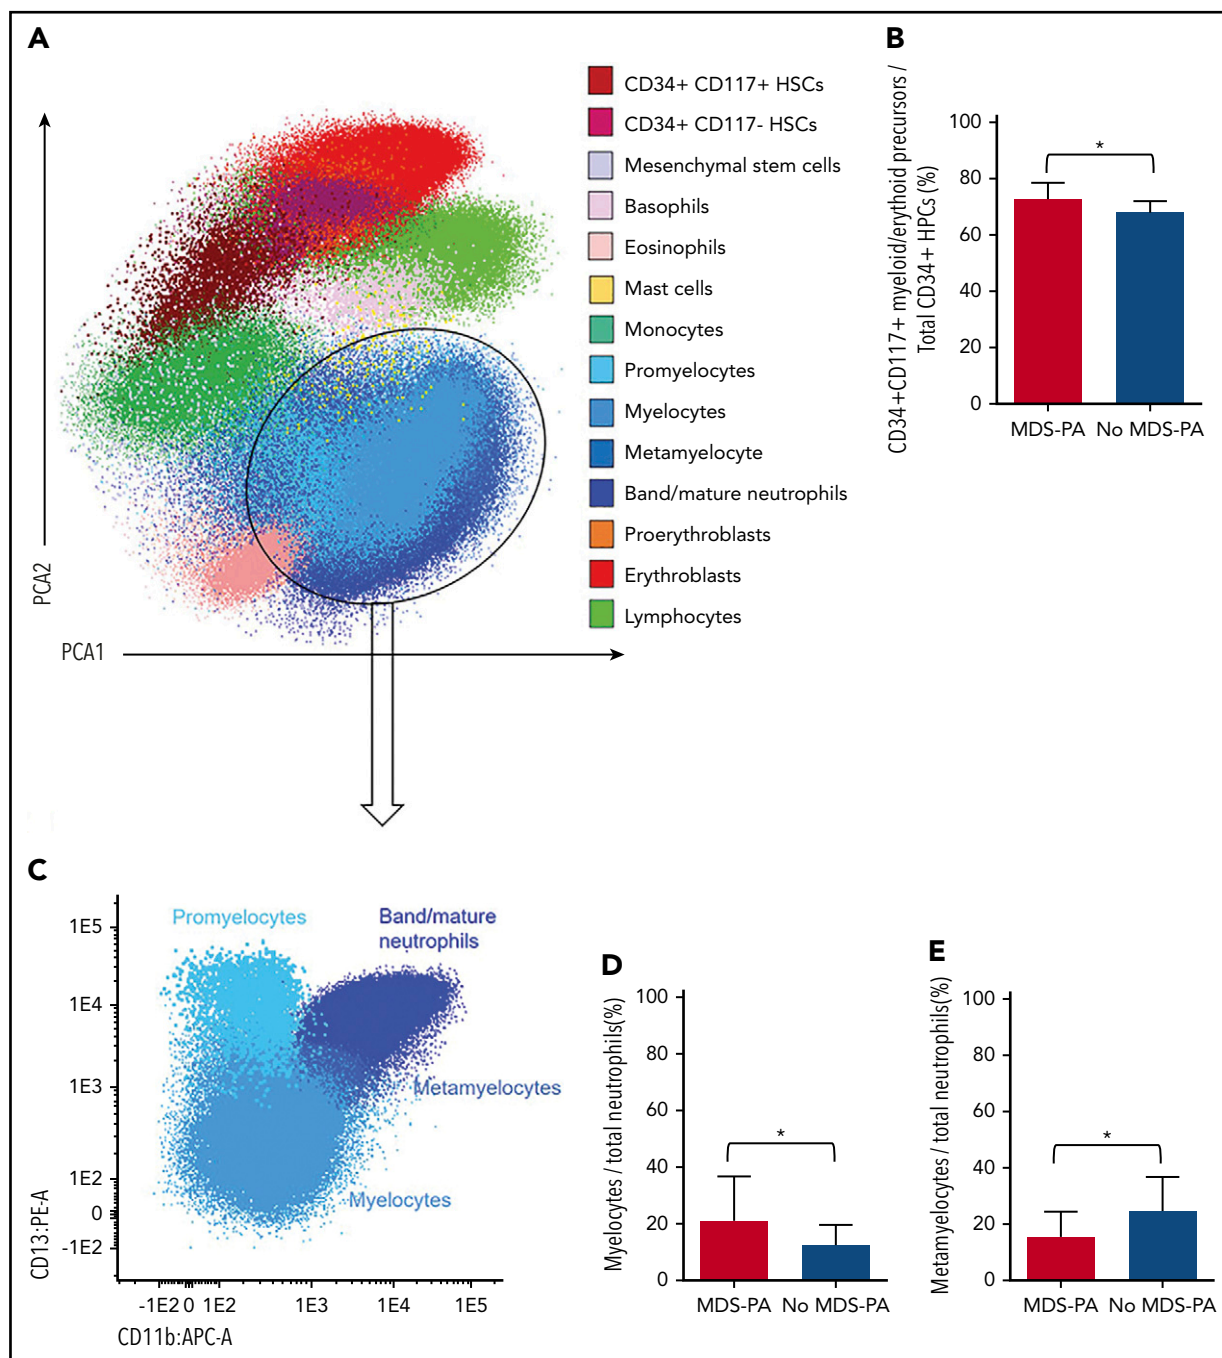 A
CD34+ CD117+ HSCs
CD34+ CD117- HSCs
Mesenchymal stem cells
Basophils
Eosinophils
Mast cells
Monocytes
Promyelocytes
Myelocytes
Metamyelocyte
Band/mature neutrophils
Proerythroblasts
Erythroblasts
Lymphocytes
PCA2
PCA1
B
CD34+CD117+ myeloid/erythoid precursors /
Total CD34+ HPCs (%)
100
80
60
40
20
0
*
MDS-PA No MDS-PA
C
Promyelocytes
Band/mature
neutrophils
Metamyelocytes
Myelocytes
CD13:PE-A
1E5
1E4
1E3
1E2
0
-1E2
-1E2 0 1E2 1E3 1E4 1E5
CD11b:APC-A
D
Myelocytes / total neutrophils(%)
100
80
60
40
20
0
*
MDS-PA No MDS-PA
E
Metamyelocytes / total neutrophils(%)
100
80
60
40
20
0
*
MDS-PA No MDS-PA